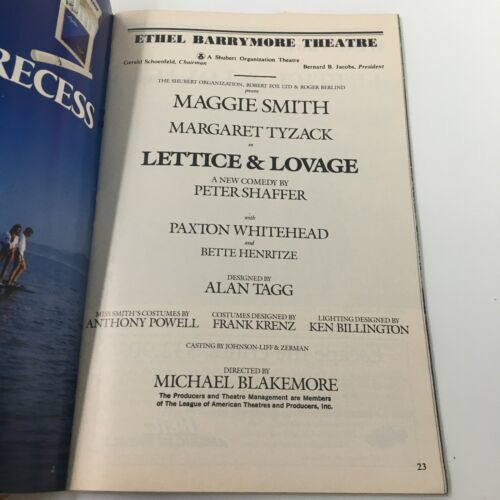 RECESS
ETHEL BARRYMORE THEATRE
A Shubert Organization Theatre
Gerald Schoenfeld, Chairman
Bernard B. Jacobs, President
THE SHUBERT ORGANIZATION, ROBERT FOX LTD & ROGER BERLIND
present
MAGGIE SMITH
MARGARET TYZACK
in
LETTICE & LOVAGE
A NEW COMEDY BY
PETER SHAFFER
with
PAXTON WHITEHEAD
and
BETTE HENRITZE
DESIGNED BY
ALAN TAGG
MISS SMITH'S COSTUMES BY
ANTHONY POWELL
COSTUMES DESIGNED BY
FRANK KRENZ
LIGHTING DESIGNED BY
KEN BILLINGTON
CASTING BY JOHNSON-LIFF & ZERMAN
DIRECTED BY
MICHAEL BLAKEMORE
The Producers and Theatre Management are Members
of The League of American Theatres and Producers, Inc.
23